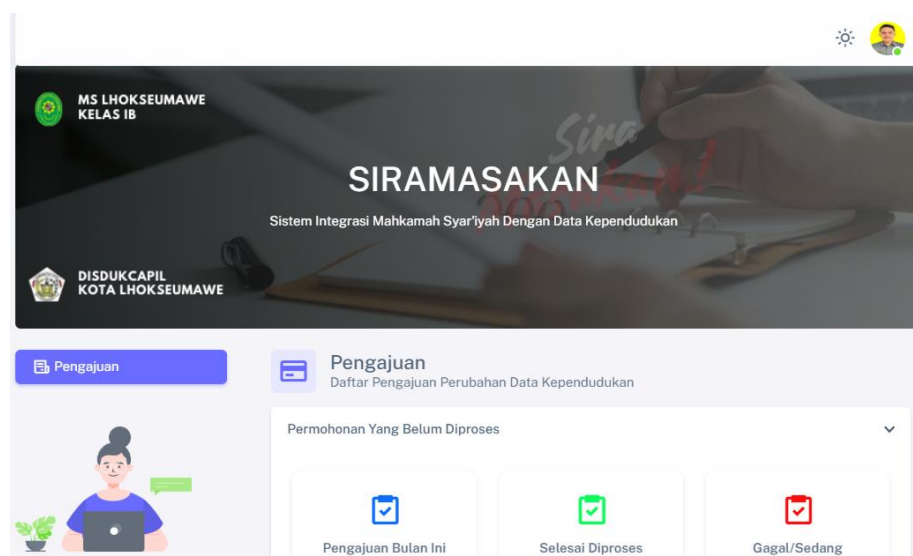 MS LHOKSEUMAWE
KELAS IB
Sira
SIRAMASAKAN
Sistem Integrasi Mahkamah Syar'iyah Dengan Data Kependudukan
DISDUKCAPIL
KOTA LHOKSEUMAWE
Pengajuan
Pengajuan
Daftar Pengajuan Perubahan Data Kependudukan
Permohonan Yang Belum Diproses
Pengajuan Bulan Ini
Selesai Diproses
Gagal/Sedang